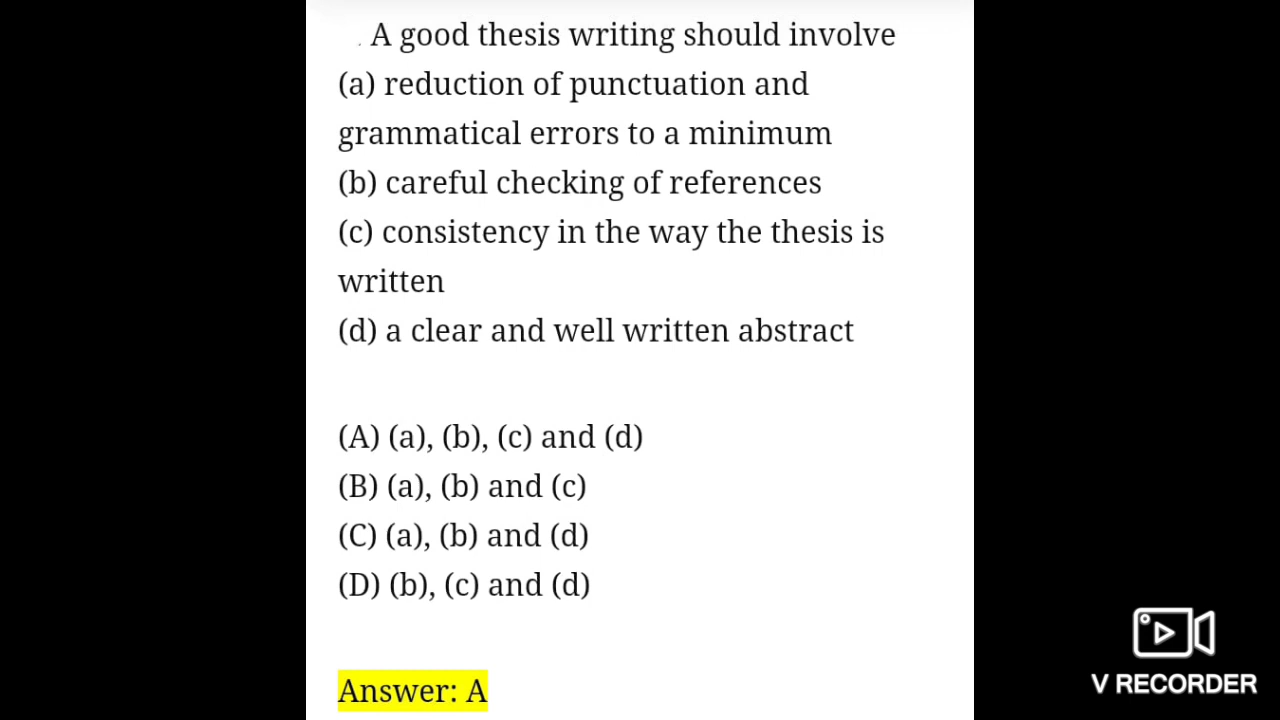 . A good thesis writing should involve
(a) reduction of punctuation and
grammatical errors to a minimum
(b) careful checking of references
(c) consistency in the way the thesis is
written
(d) a clear and well written abstract
(A) (a), (b), (c) and (d)
(B) (a), (b) and (c)
(C) (a), (b) and (d)
(D) (b), (c) and (d)
Answer: A
V RECORDER